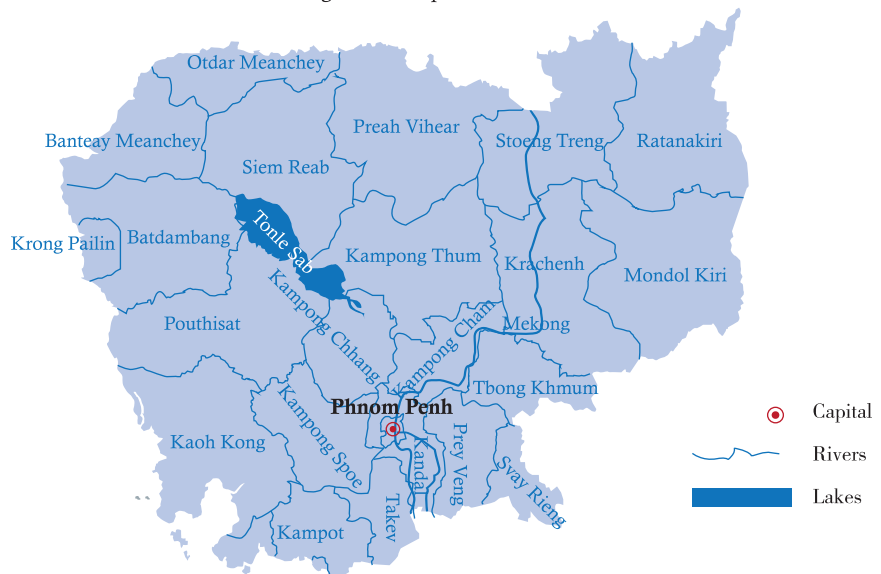 Otdar Meanchey
Preah Vihear
Banteay Meanchey
Stoeng Treng
Ratanakiri
Siem Reab
Tonle Sab
Krong Pailin
Batdambang
Kampong Thum
Krachenh
Mondol Kiri
Pouthisat
Kampong Chhang
Kampong Cham
Mekong
Tbong Khmum
Phnom Penh
Kaoh Kong
Kampong Spoe
Kandal
Prey Veng
Svay Rieng
Takev
Kampot
Capital
Rivers
Lakes